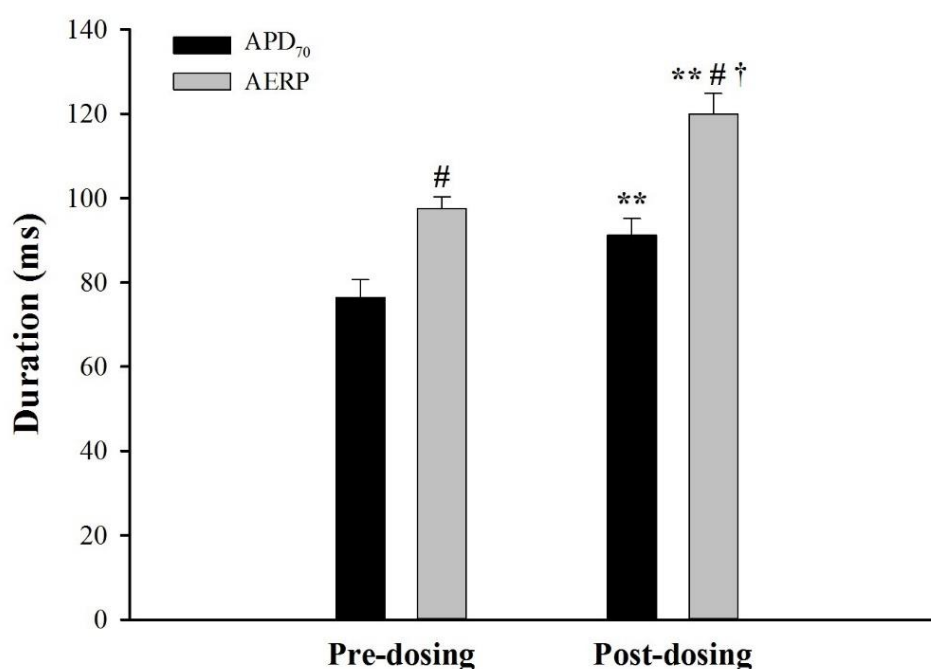 APD₇₀
AERP
Duration (ms)
140
120
100
80
60
40
20
0
#
**
** # †
Pre-dosing
Post-dosing